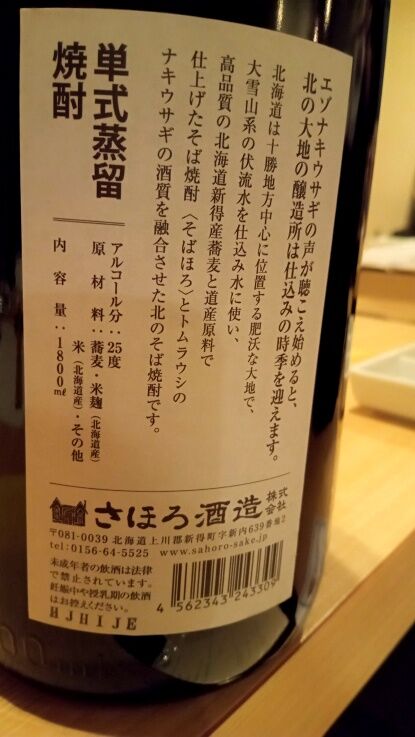 エゾナキウサギの声が聴こえ始めると、
北の大地の醸造所は仕込みの時季を迎えます。
北海道は十勝地方中心に位置する肥沃な大地で、
大雪山系の伏流水を仕込み水に使い、
高品質の北海道新得産蕎麦と道産原料で
仕上げたそば焼酎〈そばほろ〉とトムラウシの
ナキウサギの酒質を融合させた北のそば焼酎です。
単式蒸留
焼酎
アルコール分：25度
原材料：蕎麦・米麹（北海道産）
米（北海道産）・その他
内容量：1800㎖
さほろ酒造株式会社
〒081-0039 北海道上川郡新得町字新内639番地2
tel：0156-64-5525 www.sahoro-sake.jp
未成年者の飲酒は法律
で禁止されています。
妊娠中や授乳期の飲酒
はお控えください。
4 562343 243309
HJHIJE